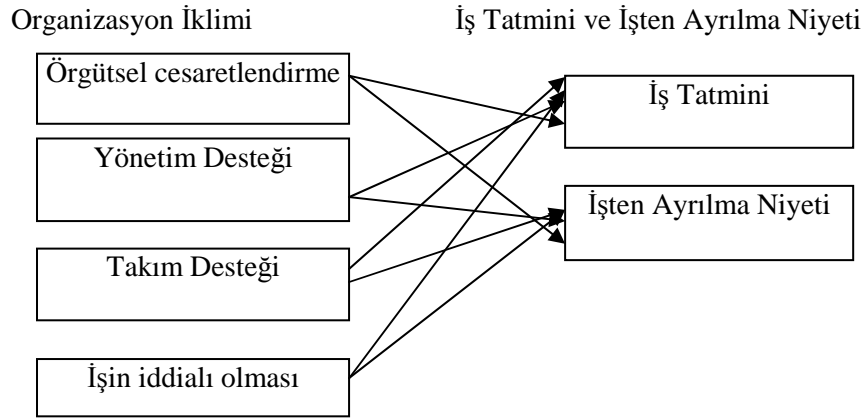 Organizasyon İklimi
İş Tatmini ve İşten Ayrılma Niyeti
Örgütsel cesaretlendirme
İş Tatmini
Yönetim Desteği
İşten Ayrılma Niyeti
Takım Desteği
İşin iddialı olması